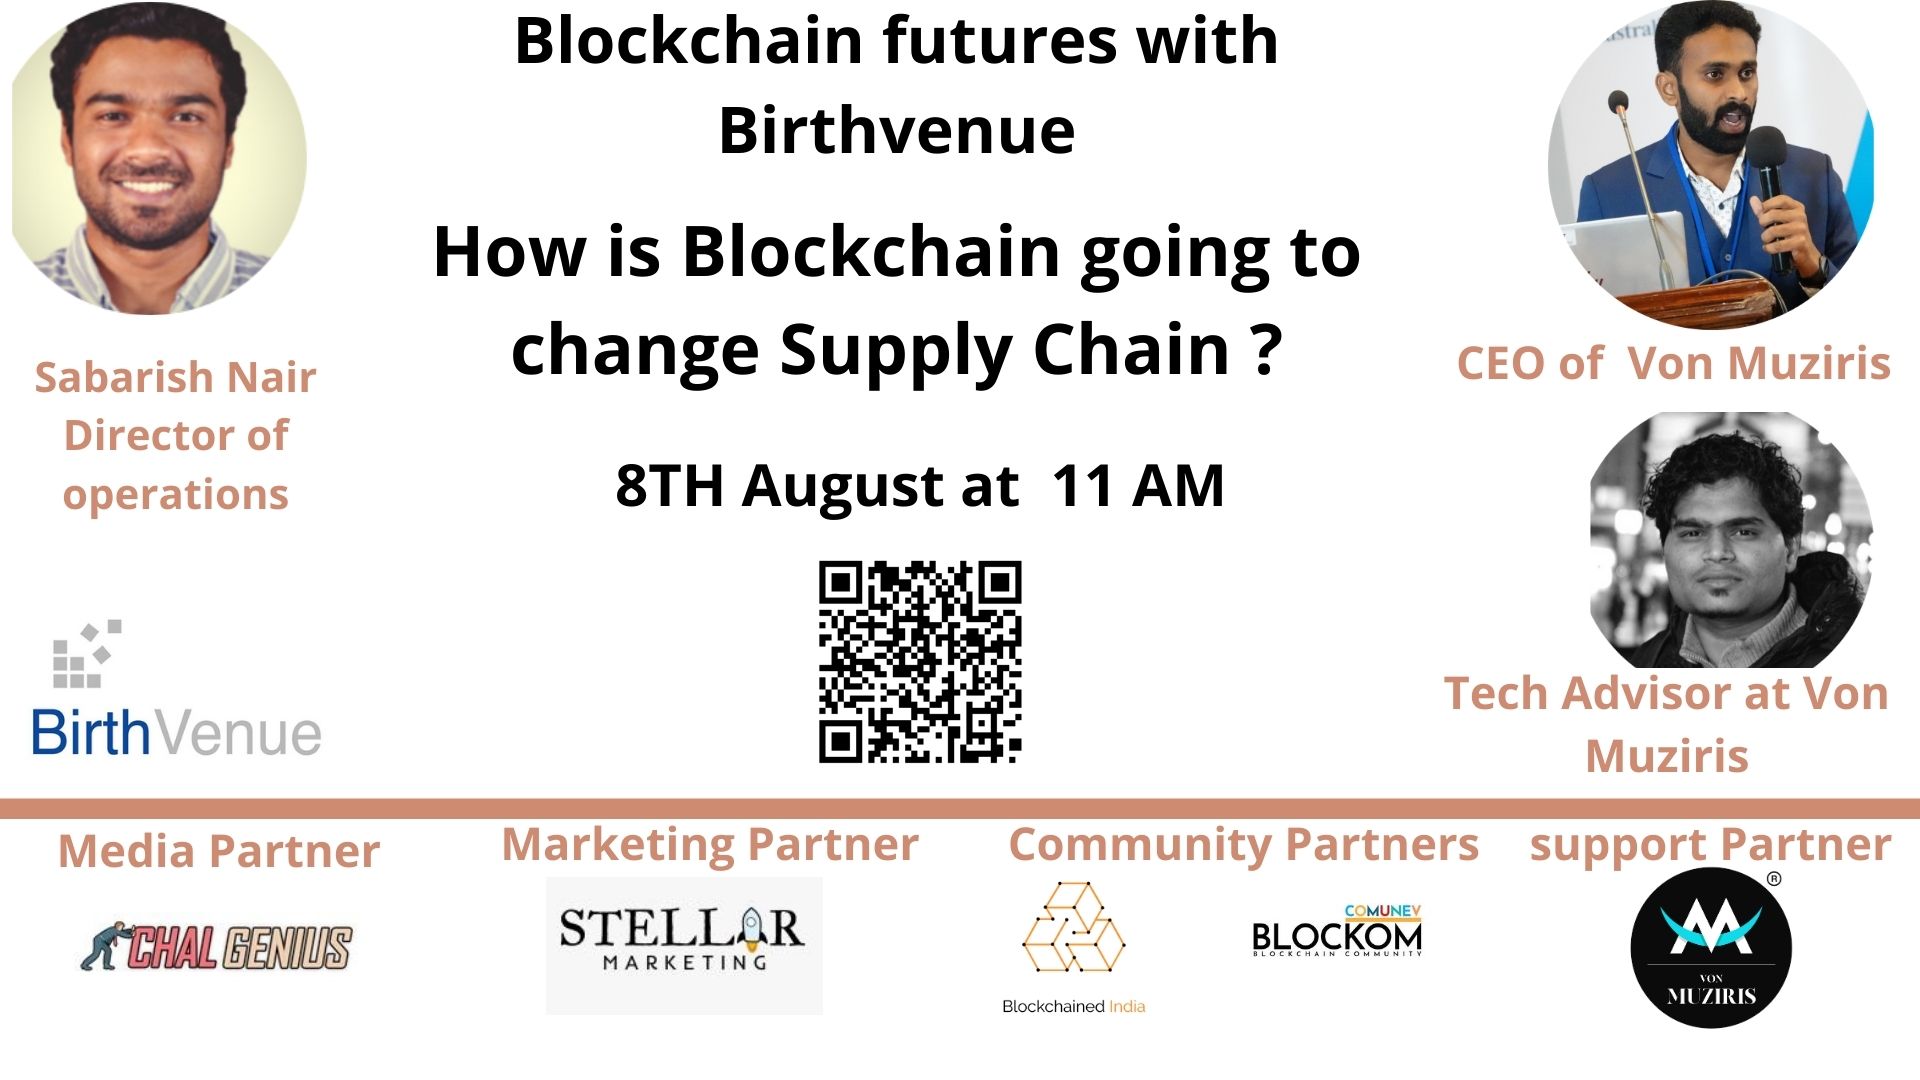 Blockchain futures with
Birthvenue
How is Blockchain going to
change Supply Chain ?
8TH August at 11 AM
Sabarish Nair
Director of
operations
BirthVenue
CEO of Von Muziris
Tech Advisor at Von
Muziris
Media Partner
CHAL GENIUS
Marketing Partner
STELLAR
MARKETING
Community Partners
Blockchained India
COMUNEV
BLOCKOM
BLOCKCHAIN COMMUNITY
support Partner
®
VON
MUZIRIS